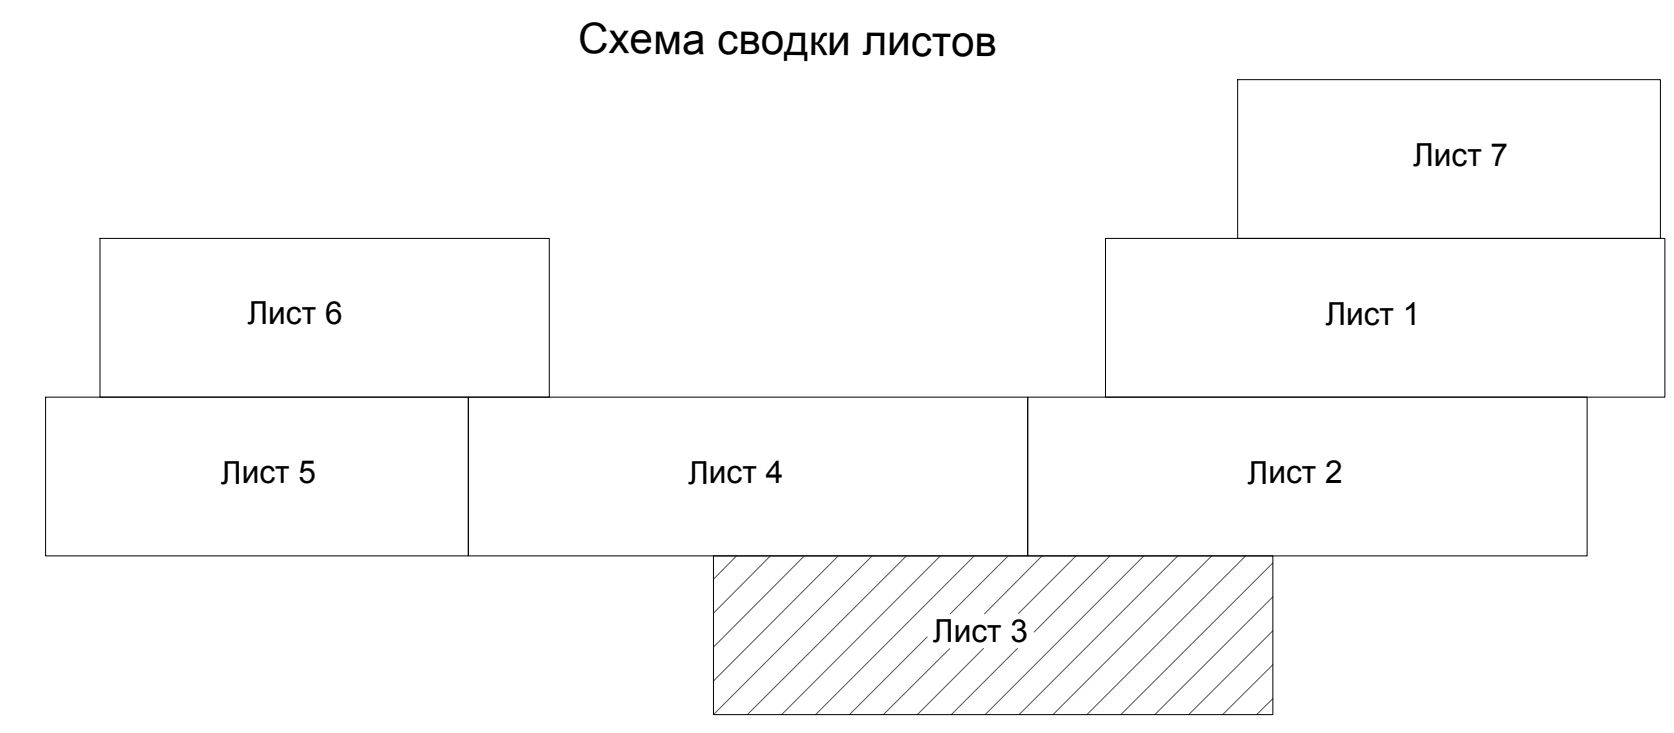 Схема сводки листов
Лист 7
Лист 6
Лист 1
Лист 5
Лист 4
Лист 2
Лист 3